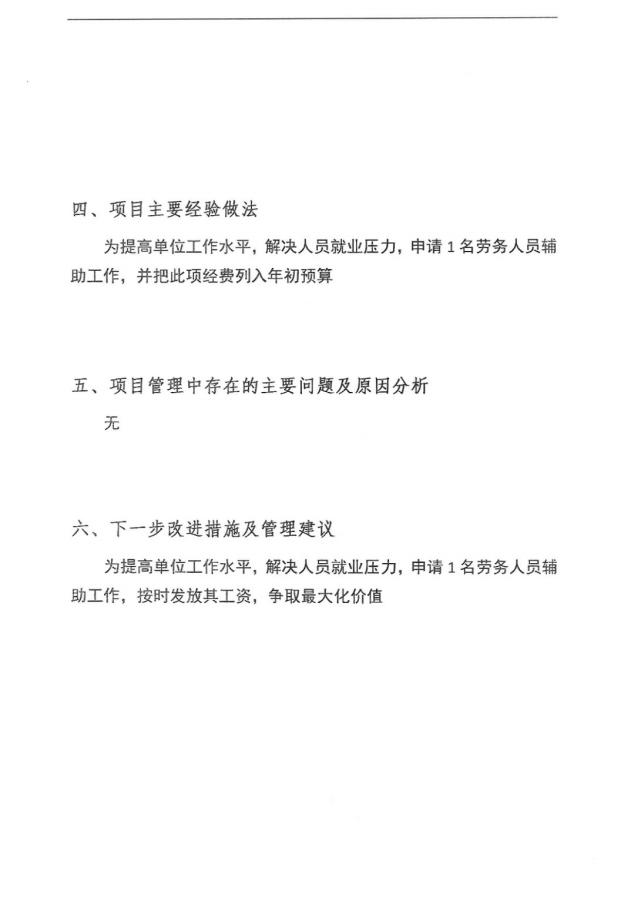 四、项目主要经验做法
为提高单位工作水平，解决人员就业压力，申请 1 名劳务人员辅
助工作，并把此项经费列入年初预算
五、项目管理中存在的主要问题及原因分析
无
六、下一步改进措施及管理建议
为提高单位工作水平，解决人员就业压力，申请 1 名劳务人员辅
助工作，按时发放其工资，争取最大化价值